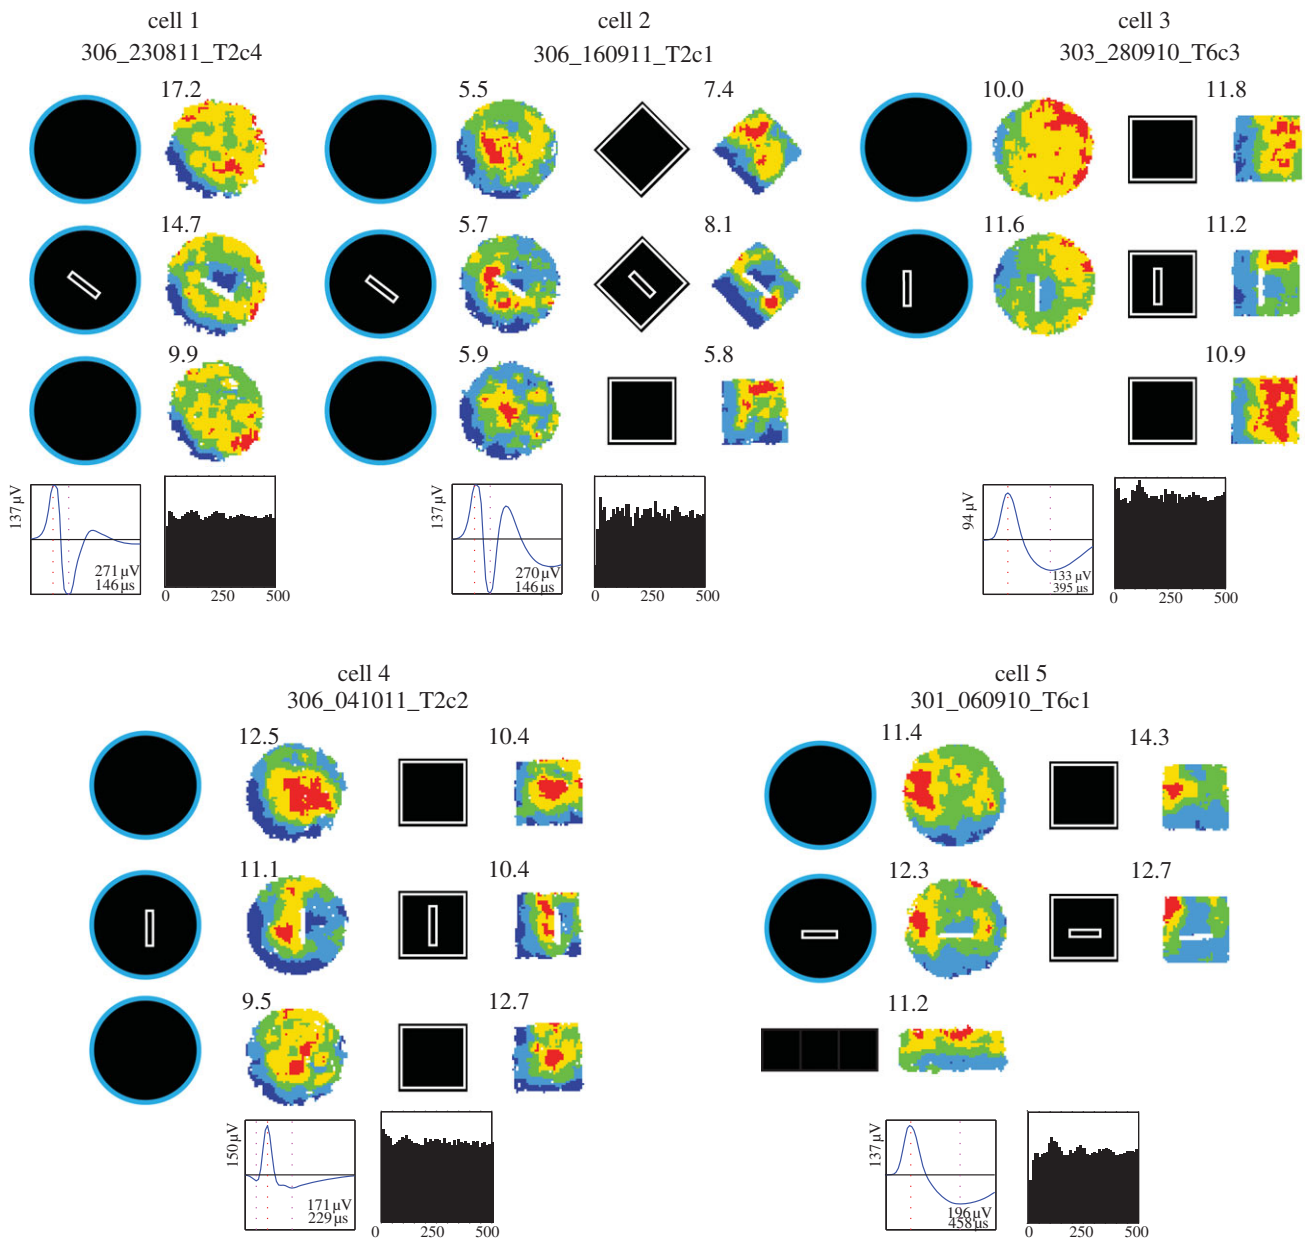 cell 1
306_230811_T2c4
cell 2
306_160911_T2c1
cell 3
303_280910_T6c3
17.2
5.5
7.4
10.0
11.8
14.7
5.7
8.1
11.6
11.2
9.9
5.9
5.8
10.9
137 µV
271 µV
146 µs
0 250 500
137 µV
270 µV
146 µs
0 250 500
94 µV
133 µV
395 µs
0 250 500
cell 4
306_041011_T2c2
cell 5
301_060910_T6c1
12.5
10.4
11.4
14.3
11.1
10.4
12.3
12.7
9.5
12.7
11.2
150 µV
171 µV
229 µs
0 250 500
137 µV
196 µV
458 µs
0 250 500